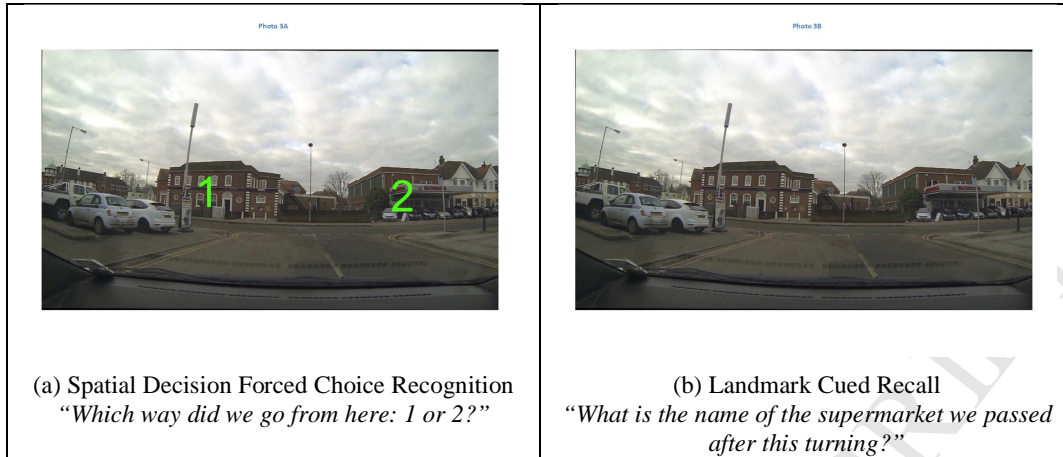 Photo 3A
1
2
(a) Spatial Decision Forced Choice Recognition
“Which way did we go from here: 1 or 2?”
Photo 3B
(b) Landmark Cued Recall
“What is the name of the supermarket we passed
after this turning?”